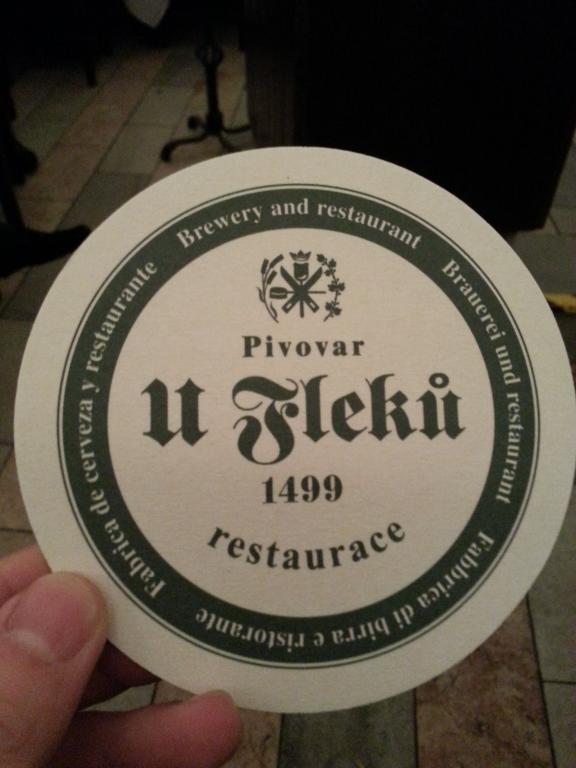 Brewery and restaurant
Brauerei und restaurant
Fabbrica di birra e ristorante
Fabrica de cerveza y restaurante
Pivovar
U Fleků
1499
restaurace